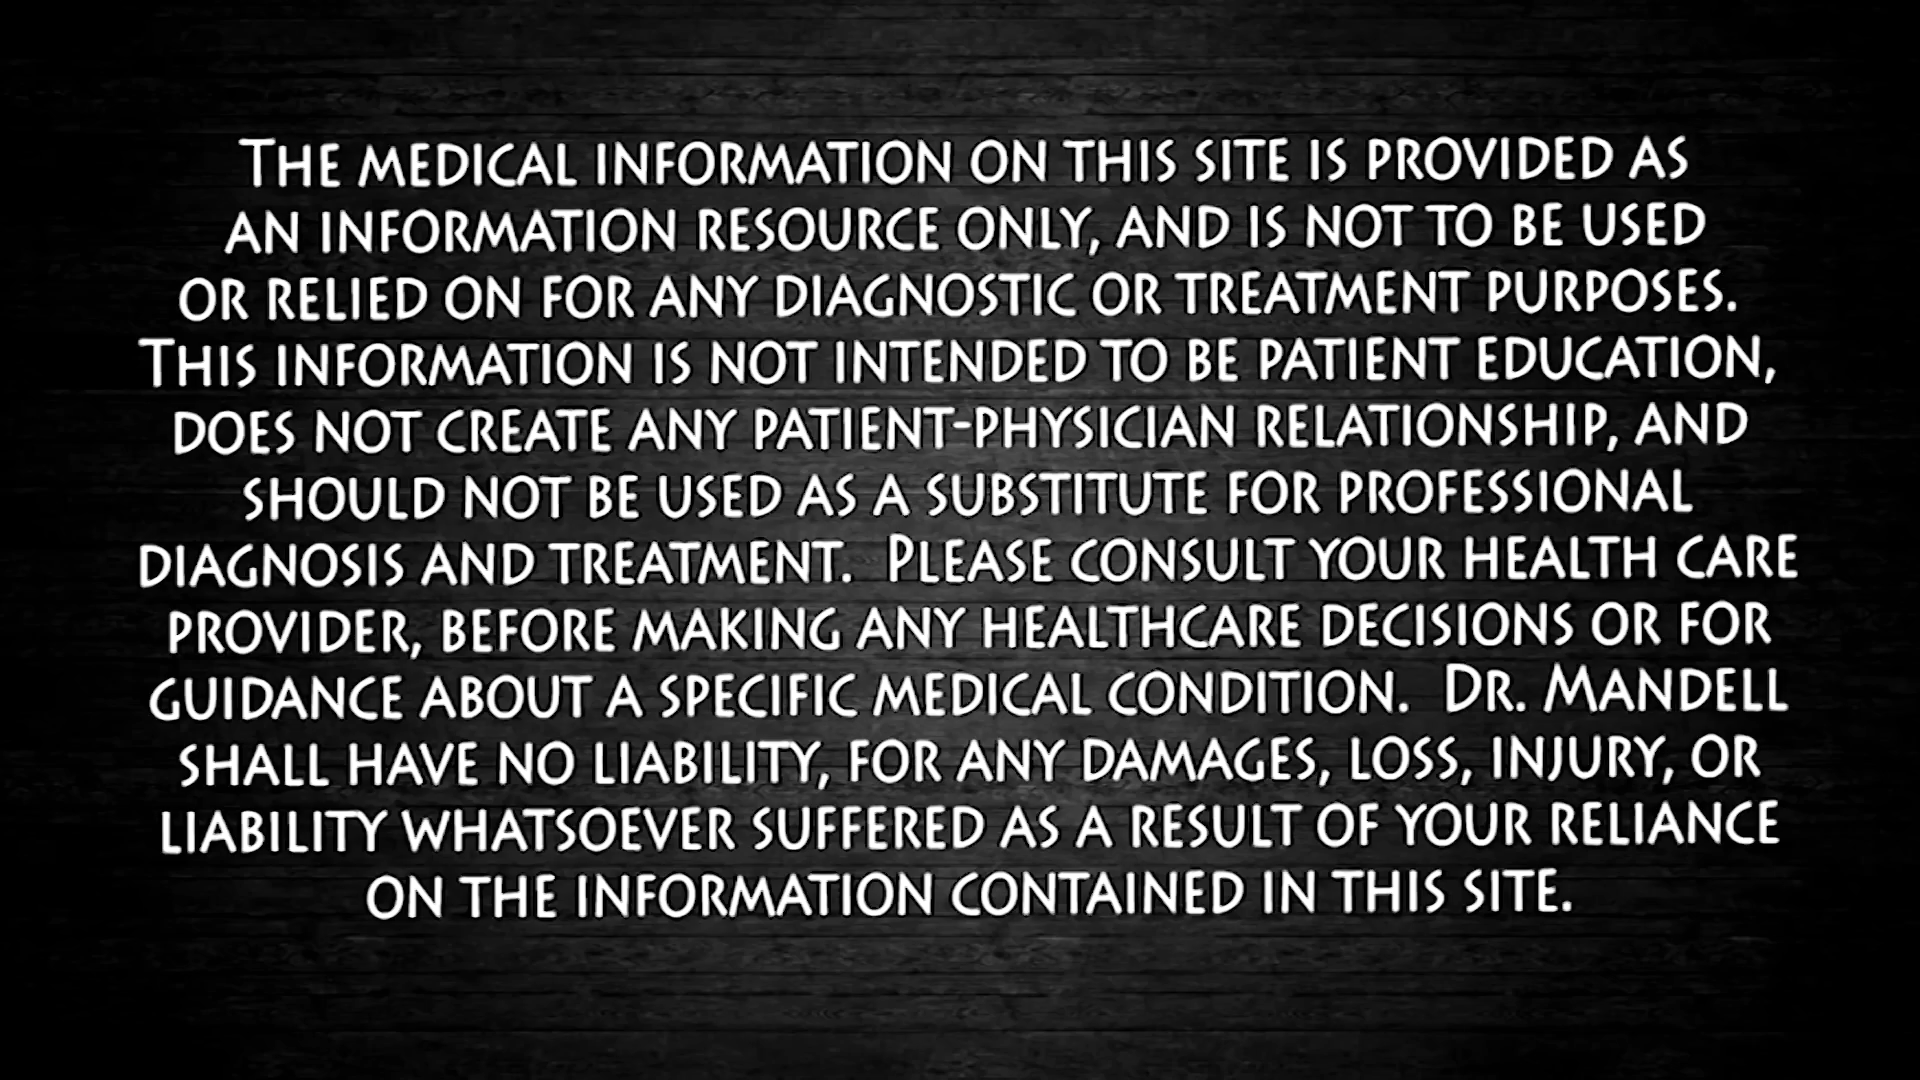 The medical information on this site is provided as
an information resource only, and is not to be used
or relied on for any diagnostic or treatment purposes.
This information is not intended to be patient education,
does not create any patient-physician relationship, and
should not be used as a substitute for professional
diagnosis and treatment.  Please consult your health care
provider, before making any healthcare decisions or for
guidance about a specific medical condition.  Dr. Mandell
shall have no liability, for any damages, loss, injury, or
liability whatsoever suffered as a result of your reliance
on the information contained in this site.